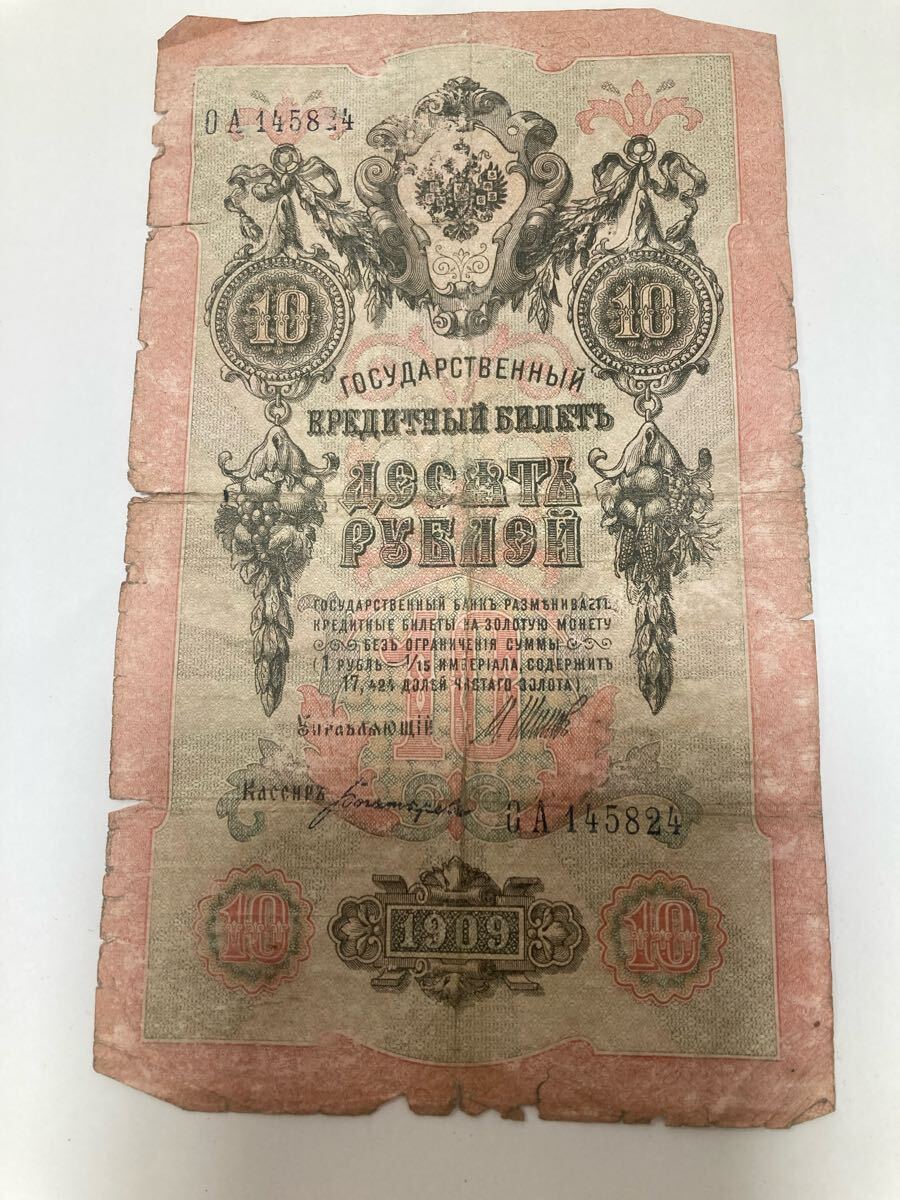 ОА 145824
10
10
ГОСУДАРСТВЕННЫЙ
КРЕДИТНЫЙ БИЛЕТЪ
ДЕСЯТЬ
РУБЛЕЙ
ГОСУДАРСТВЕННЫЙ БАНКЪ РАЗМѢНИВАЕТЪ
КРЕДИТНЫЕ БИЛЕТЫ НА ЗОЛОТУЮ МОНЕТУ
БЕЗЪ ОГРАНИЧЕНІЯ СУММЫ
(1 РУБЛЬ = 1/15 ИМПЕРІАЛА, СОДЕРЖИТЪ
17,424 ДОЛЕЙ ЧИСТАГО ЗОЛОТА)
10
Управляющій
И. Шиповъ
Кассиръ
ОА 145824
10
1909
10